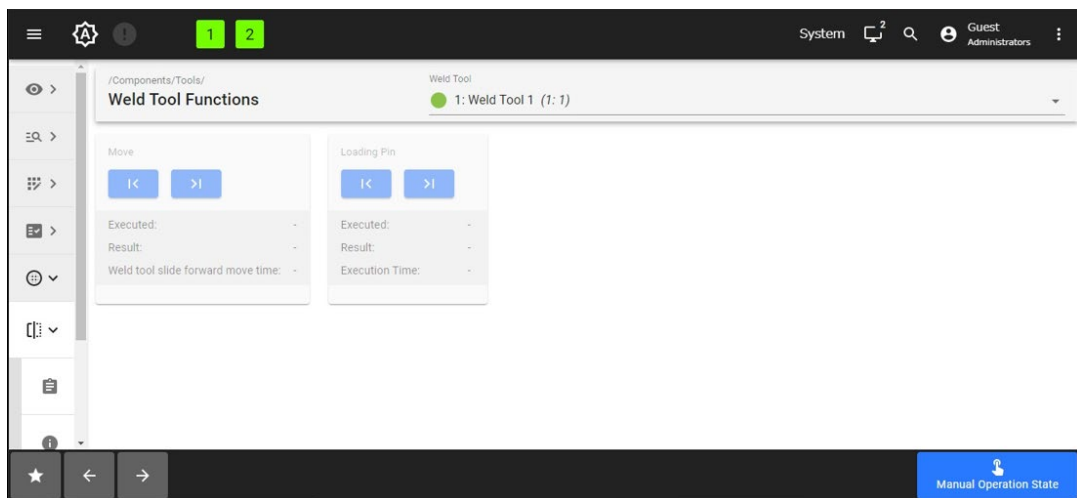 1
2
System
2
Guest
Administrators
/Components/Tools/
Weld Tool Functions
Weld Tool
1: Weld Tool 1 (1: 1)
Move
Executed: -
Result: -
Weld tool slide forward move time: -
Loading Pin
Executed: -
Result: -
Execution Time: -
Manual Operation State